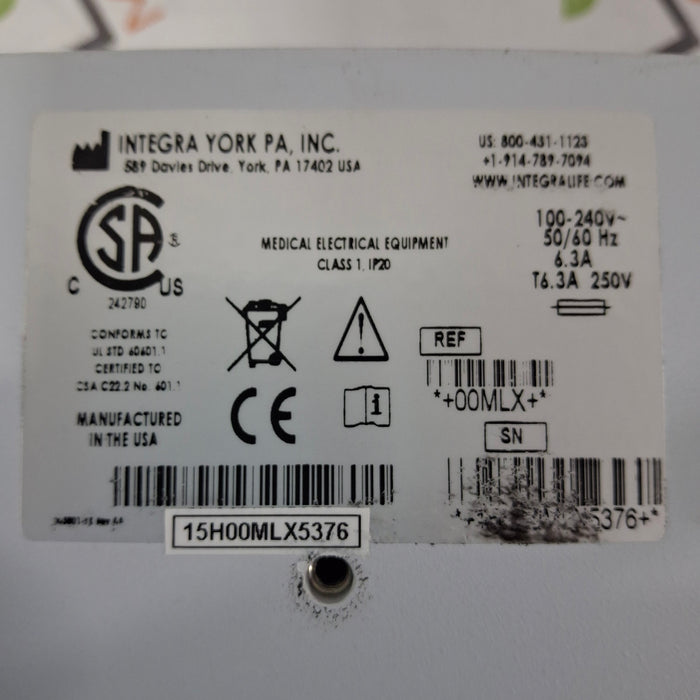 INTEGRA YORK PA, INC.
589 Davies Drive, York, PA 17402 USA
US: 800-431-1123
+1-914-789-7094
WWW.INTEGRALIFE.COM
CSA
®
C US
242780
MEDICAL ELECTRICAL EQUIPMENT
CLASS 1, IP20
100-240V~
50/60 Hz
6.3A
T6.3A 250V
CONFORMS TO
UL STD 60601.1
CERTIFIED TO
CSA C22.2 No. 601.1
MANUFACTURED
IN THE USA
CE
i
REF
*+00MLX+*
SN
5376+*
15H00MLX5376